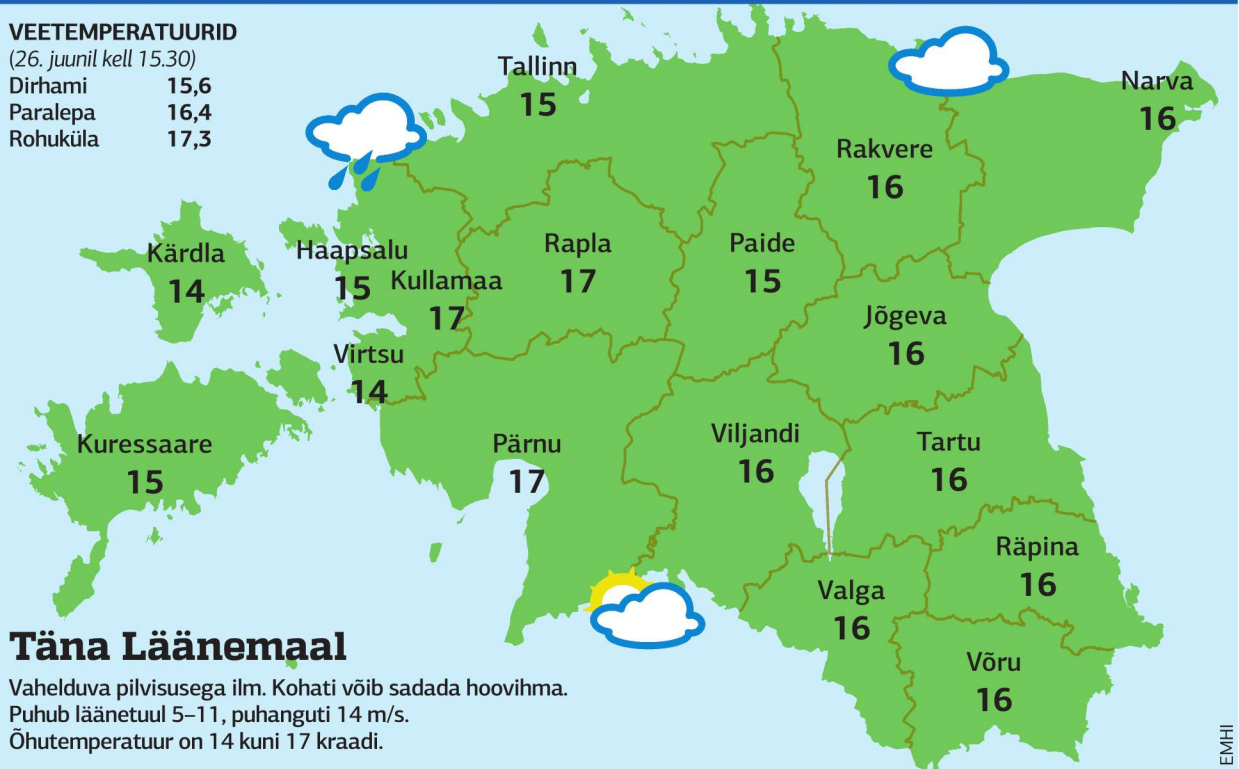 VEETEMPERATUURID
(26. juunil kell 15.30)
Dirhami 15,6
Paralepa 16,4
Rohuküla 17,3
Tallinn
15
Narva
16
Rakvere
16
Kärdla
14
Haapsalu
15
Kullamaa
17
Rapla
17
Paide
15
Jõgeva
16
Virtsu
14
Kuressaare
15
Pärnu
17
Viljandi
16
Tartu
16
Räpina
16
Valga
16
Võru
16
Täna Läänemaal
Vahelduva pilvisusega ilm. Kohati võib sadada hoovihma.
Puhub läänetuul 5–11, puhanguti 14 m/s.
Õhutemperatuur on 14 kuni 17 kraadi.
EMHI